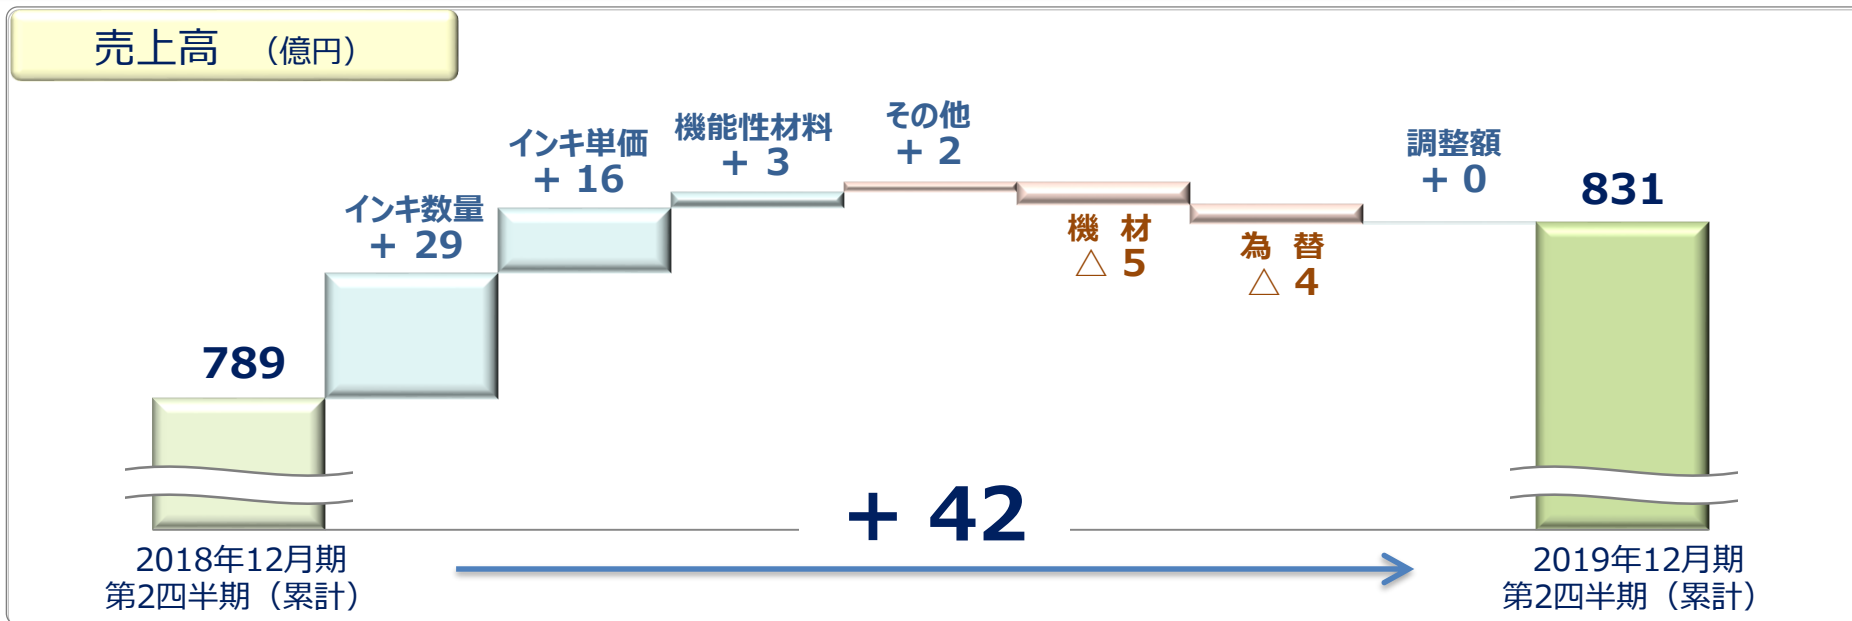 売上高 （億円）
789
インキ数量
+ 29
インキ単価
+ 16
機能性材料
+ 3
その他
+ 2
機 材
△ 5
為 替
△ 4
調整額
+ 0
831
+ 42
2018年12月期
第2四半期（累計）
2019年12月期
第2四半期（累計）